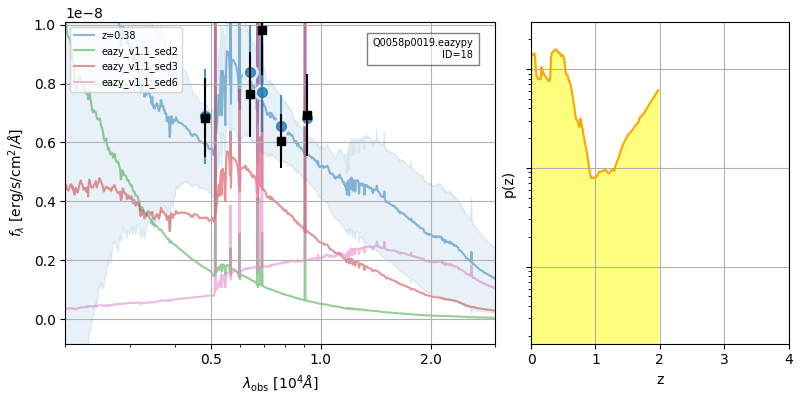 1e−8
z=0.38
eazy_v1.1_sed2
eazy_v1.1_sed3
eazy_v1.1_sed6
Q0058p0019.eazypy
ID=18
1.0
0.8
0.6
0.4
0.2
0.0
fλ [erg/s/cm²/Å]
0.5
1.0
2.0
λobs [10⁴Å]
p(z)
0
1
2
3
4
z